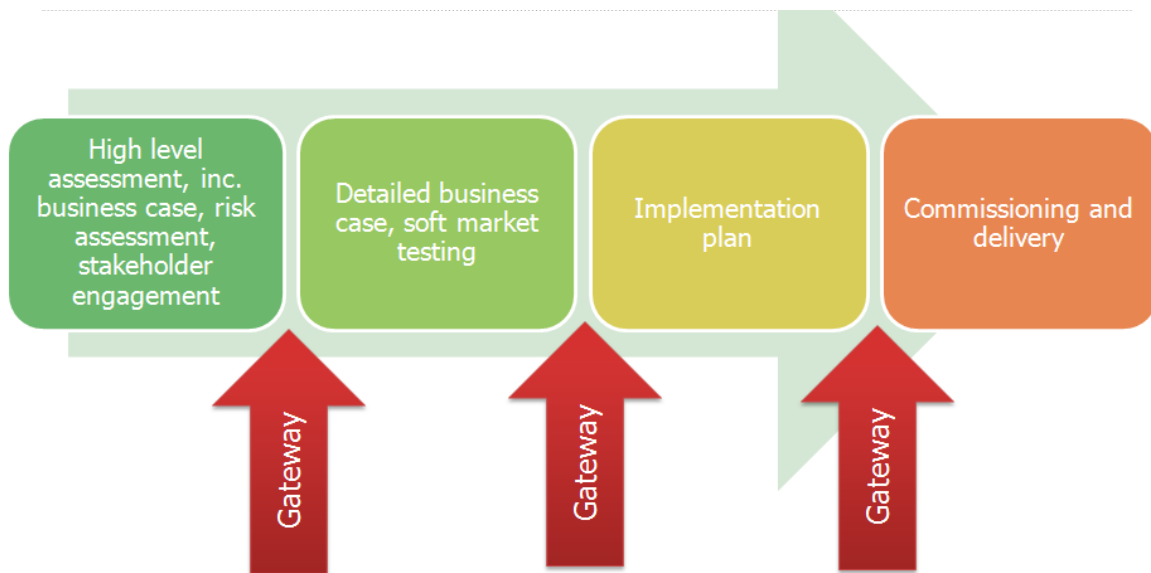 High level
assessment, inc.
business case, risk
assessment,
stakeholder
engagement
Detailed business
case, soft market
testing
Implementation
plan
Commissioning and
delivery
Gateway
Gateway
Gateway